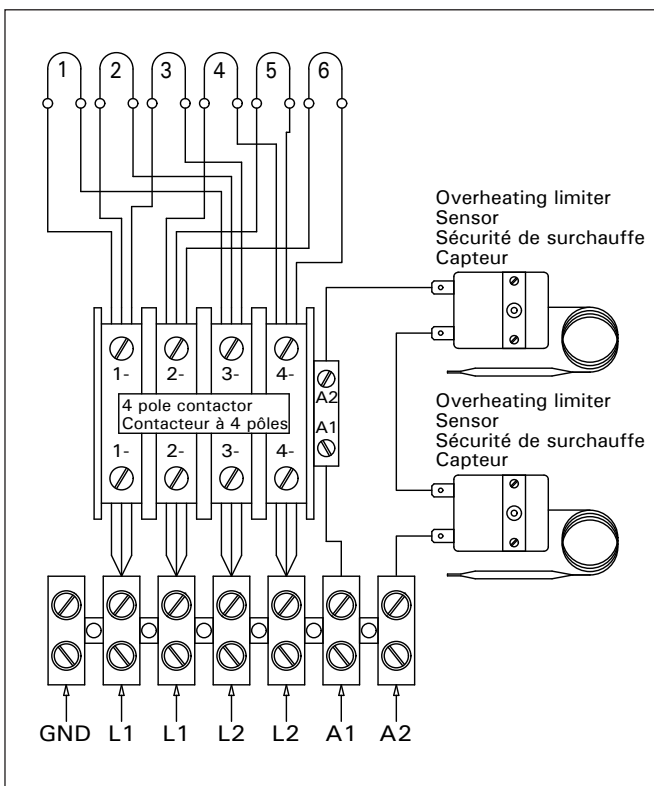 1 2 3 4 5 6
Overheating limiter
Sensor
Sécurité de surchauffe
Capteur
1- 2- 3- 4-
A2
4 pole contactor
Contacteur à 4 pôles
A1
1- 2- 3- 4-
Overheating limiter
Sensor
Sécurité de surchauffe
Capteur
GND L1 L1 L2 L2 A1 A2